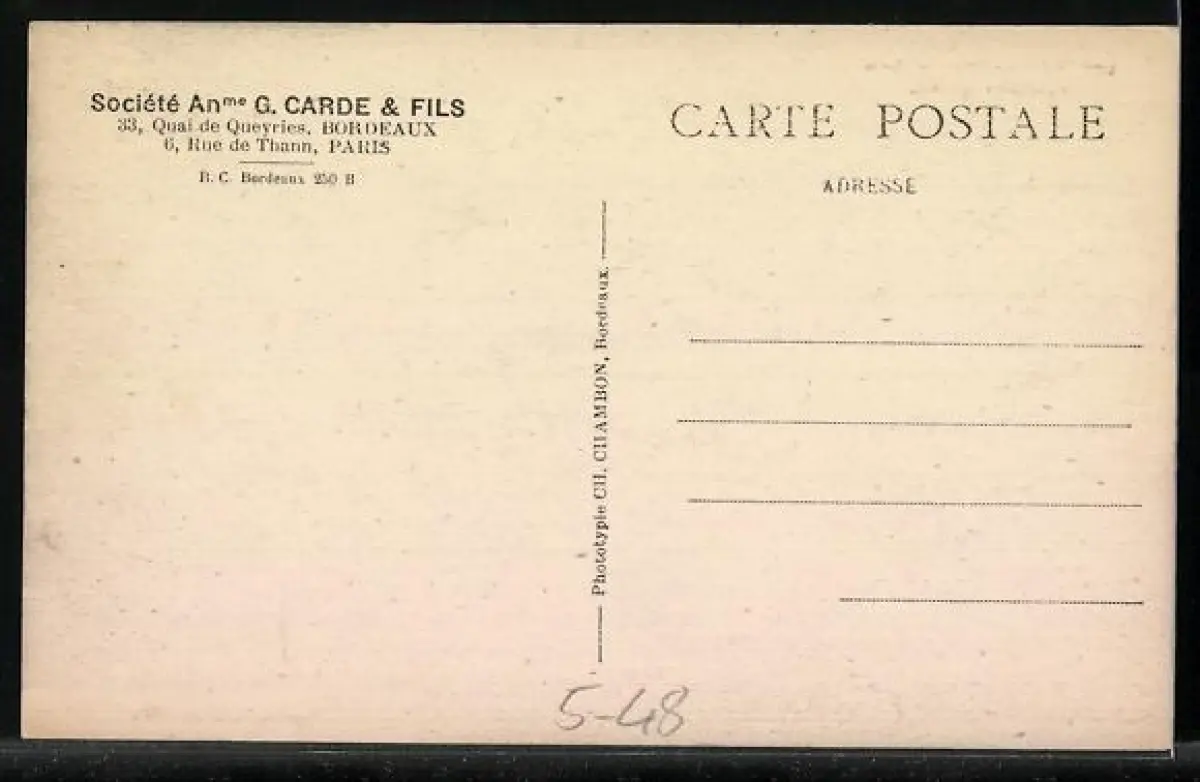 Société Anme G. CARDE & FILS
33, Quai de Queyries, BORDEAUX
6, Rue de Thann, PARIS
R. C. Bordeaux 250 B
CARTE POSTALE
ADRESSE
Phototypie CH. CHAMBON, Bordeaux.
5-48